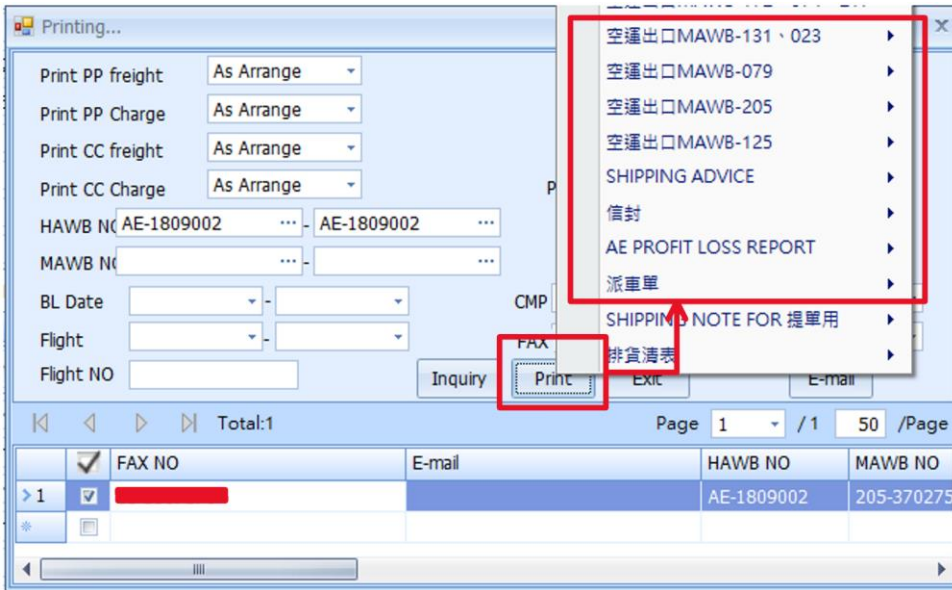 Printing...
空運出口MAWB-131、023
空運出口MAWB-079
空運出口MAWB-205
空運出口MAWB-125
SHIPPING ADVICE
信封
AE PROFIT LOSS REPORT
派車單
SHIPPING NOTE FOR 提單用
排貨清表
Print PP freight As Arrange
Print PP Charge As Arrange
Print CC freight As Arrange
Print CC Charge As Arrange P
HAWB NO AE-1809002 ... - AE-1809002 ...
MAWB NO ... - ...
BL Date - CMP
Flight - FAX
Flight NO Inquiry Print Exit E-mail
Total:1 Page 1 / 1 50 /Page
FAX NO E-mail HAWB NO MAWB NO
1 AE-1809002 205-370275